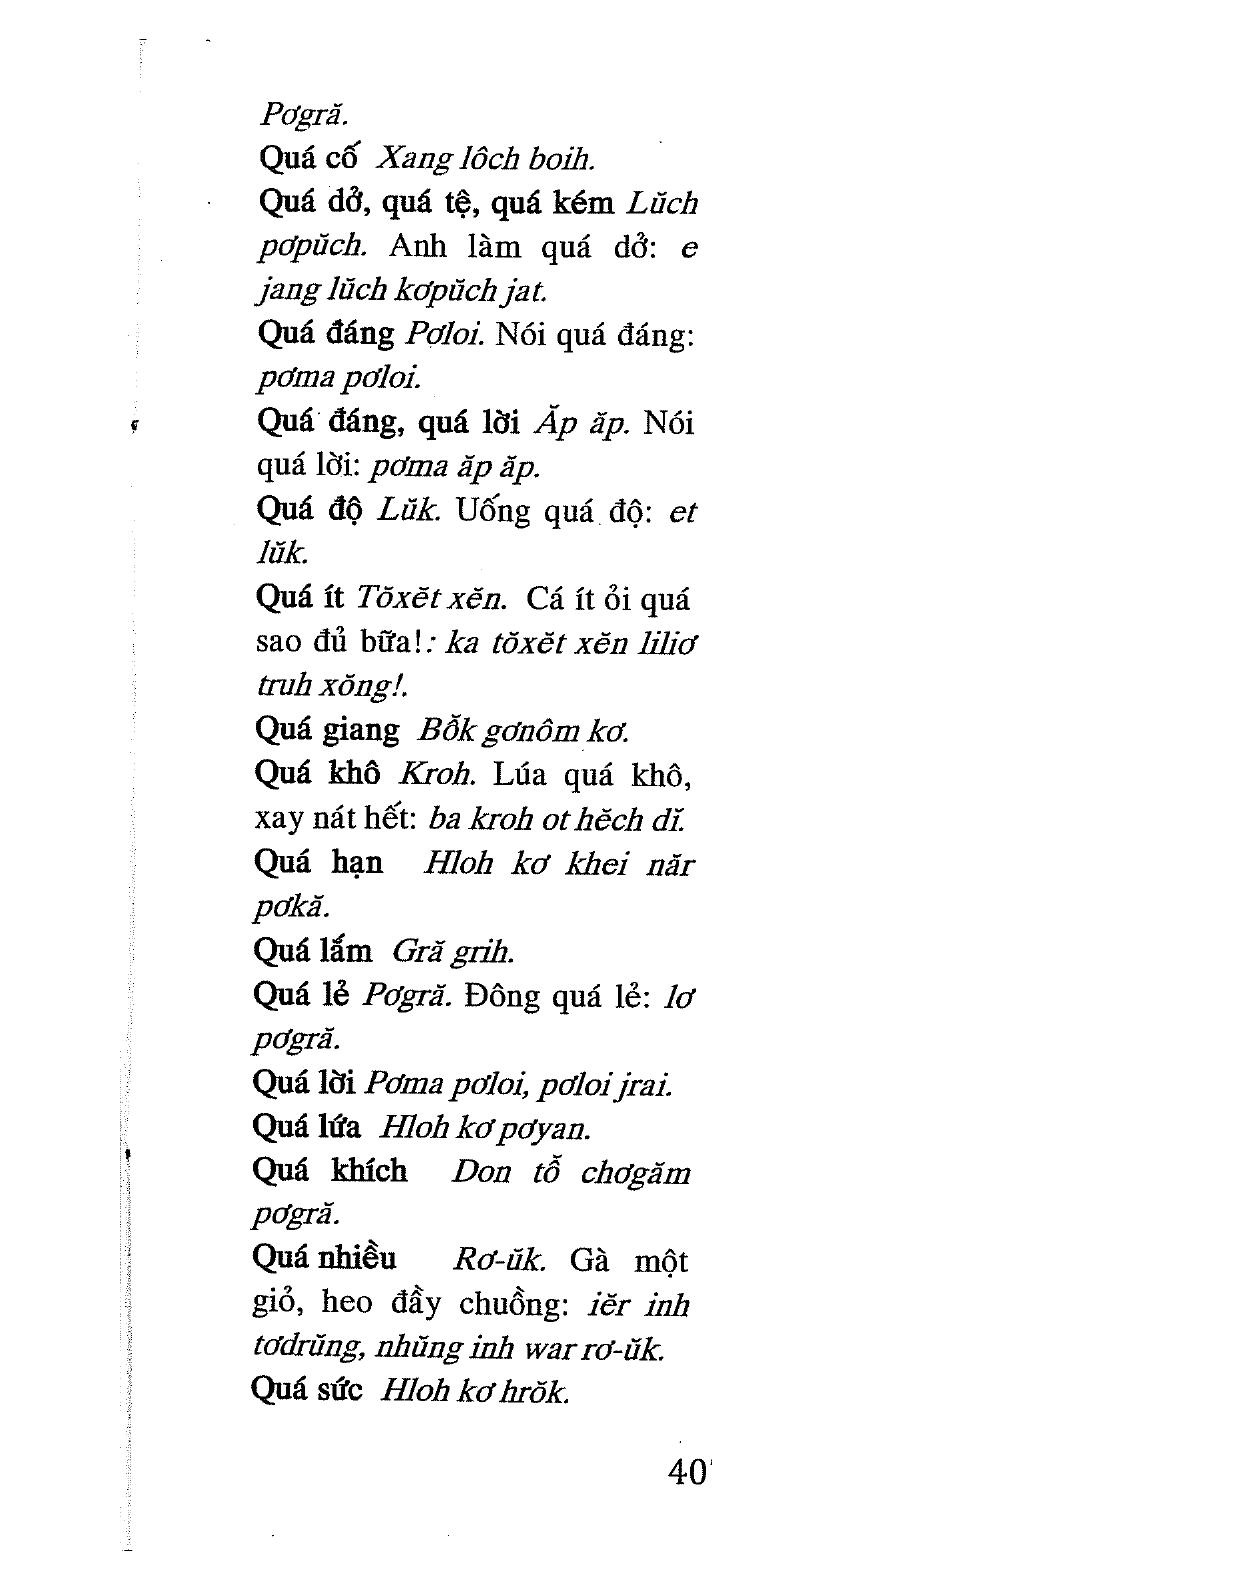 Pơgră.
Quá cố Xang lôch boih.
Quá dở, quá tệ, quá kém Lŭch
pơpŭch. Anh làm quá dở: e
jang lŭch kơpŭch jat.
Quá đáng Pơloi. Nói quá đáng:
pơma pơloi.
Quá đáng, quá lời Ăp ăp. Nói
quá lời: pơma ăp ăp.
Quá độ Lŭk. Uống quá độ: et
lŭk.
Quá ít Tŏxĕt xĕn. Cá ít ỏi quá
sao đủ bữa!: ka tŏxĕt xĕn liliơ
truh xŏng!.
Quá giang Bô̆k gơnôm kơ.
Quá khô Kroh. Lúa quá khô,
xay nát hết: ba kroh ot hĕch dĭ.
Quá hạn Hloh kơ khei năr
pơkă.
Quá lắm Gră grih.
Quá lẻ Pơgră. Đông quá lẻ: lơ
pơgră.
Quá lời Pơma pơloi, pơloi jrai.
Quá lứa Hloh kơ pơyan.
Quá khích Don tô̆ chơgăm
pơgră.
Quá nhiều Rơ-ŭk. Gà một
giỏ, heo đầy chuồng: iĕr inh
tơdrŭng, nhŭng inh war rơ-ŭk.
Quá sức Hloh kơ hrŏk.
40